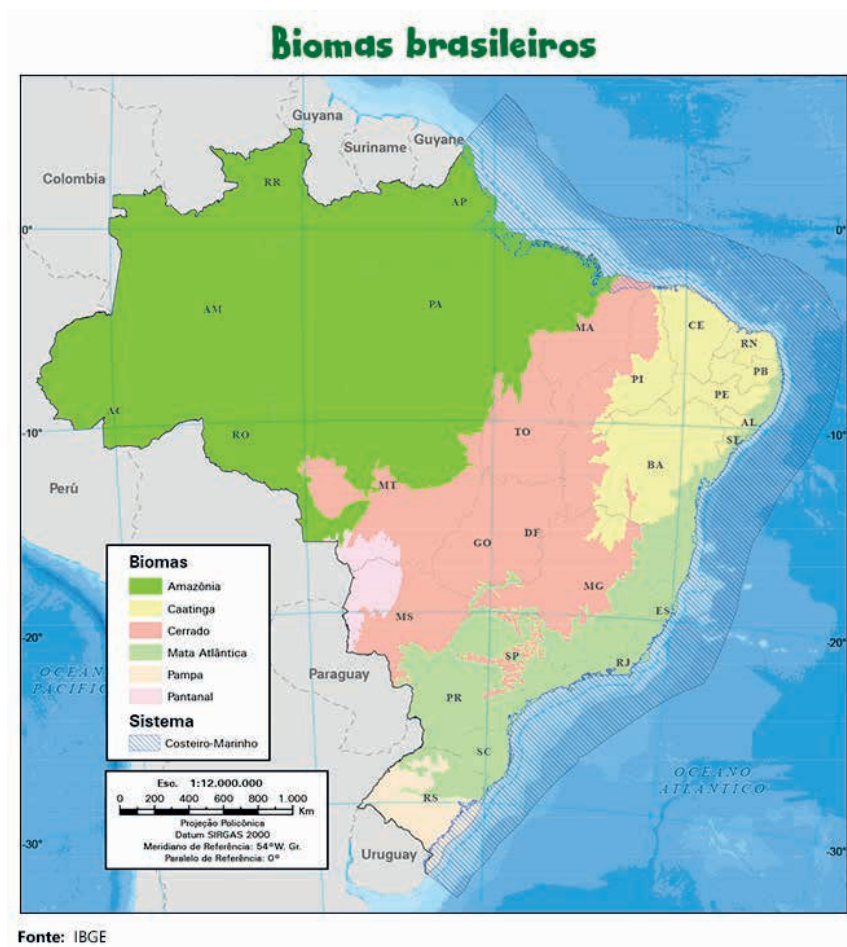 Biomas brasileiros
Guyana
Suriname
Guyane
Colombia
RR
AP
0°
0°
AM
PA
MA
CE
RN
PB
PI
PE
AL
SE
AC
-10°
-10°
RO
TO
BA
Perú
MT
GO
DF
MG
ES
MS
-20°
-20°
SP
RJ
OCEANO
PACIFIC
Paraguay
PR
SC
RS
OCEANO
ATLÂNTICO
Uruguay
-30°
-30°
Biomas
Amazônia
Caatinga
Cerrado
Mata Atlântica
Pampa
Pantanal
Sistema
Costeiro-Marinho
Esc. 1:12.000.000
0 200 400 600 800 1.000
Km
Projeção Policônica
Datum SIRGAS 2000
Meridiano de Referência: 54°W. Gr.
Paralelo de Referência: 0°
Fonte: IBGE